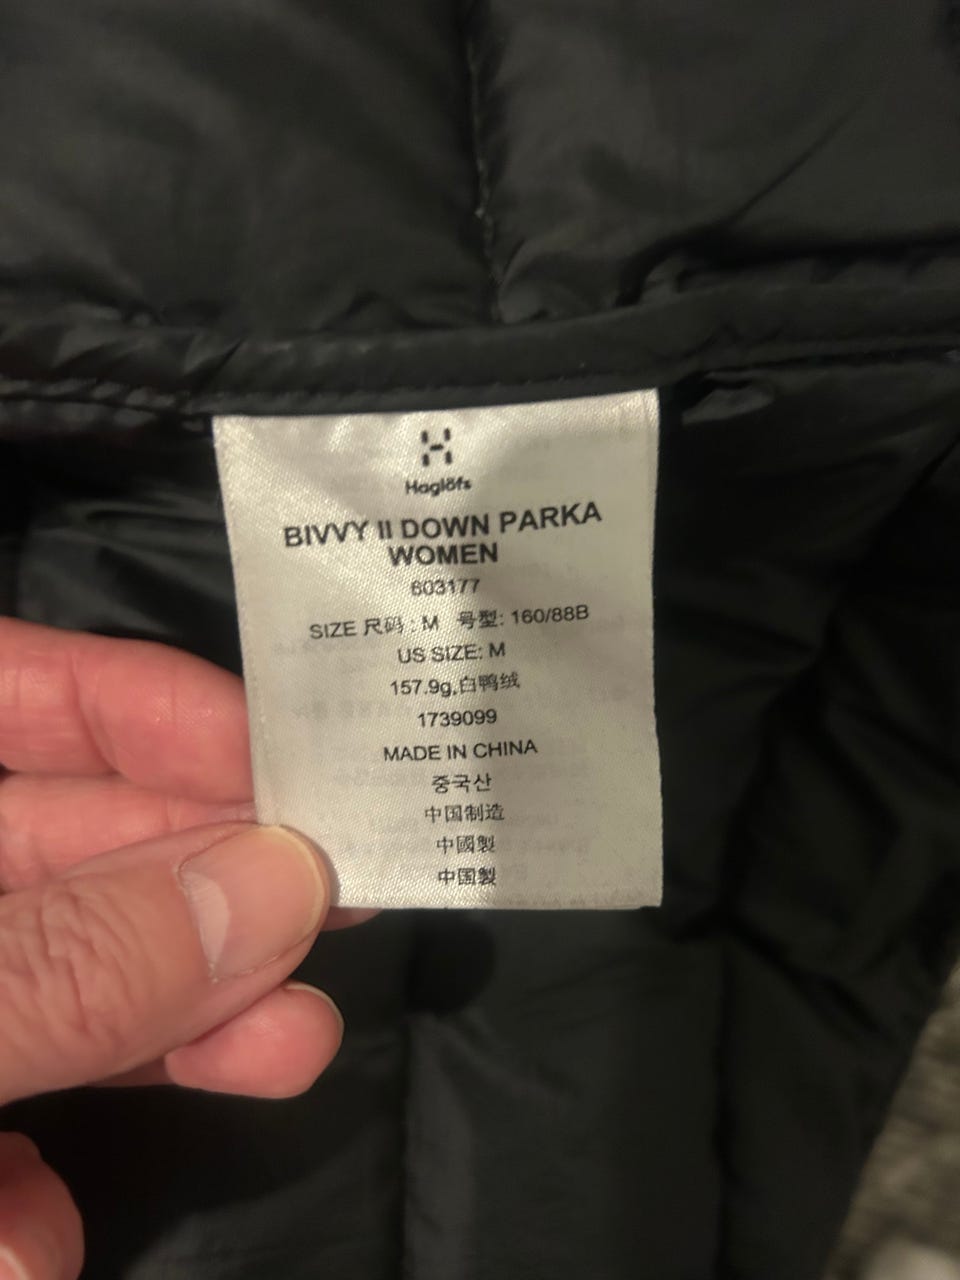 Haglöfs
BIVVY II DOWN PARKA
WOMEN
603177
SIZE 尺码 : M 号型: 160/88B
US SIZE: M
157.9g,白鸭绒
1739099
MADE IN CHINA
중국산
中国制造
中國製
中国製